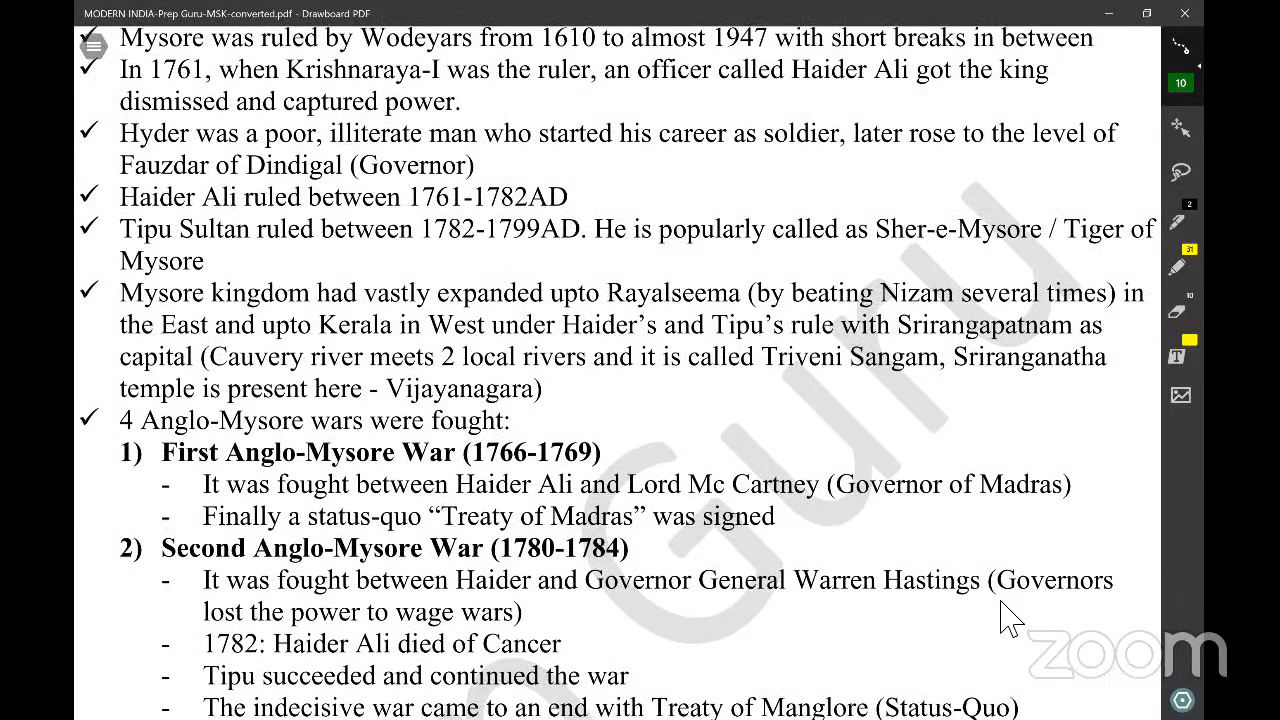 MODERN INDIA-Prep Guru-MSK-converted.pdf - Drawboard PDF
✓ Mysore was ruled by Wodeyars from 1610 to almost 1947 with short breaks in between
✓ In 1761, when Krishnaraya-I was the ruler, an officer called Haider Ali got the king
dismissed and captured power.
✓ Hyder was a poor, illiterate man who started his career as soldier, later rose to the level of
Fauzdar of Dindigal (Governor)
✓ Haider Ali ruled between 1761-1782AD
✓ Tipu Sultan ruled between 1782-1799AD. He is popularly called as Sher-e-Mysore / Tiger of
Mysore
✓ Mysore kingdom had vastly expanded upto Rayalseema (by beating Nizam several times) in
the East and upto Kerala in West under Haider’s and Tipu’s rule with Srirangapatnam as
capital (Cauvery river meets 2 local rivers and it is called Triveni Sangam, Sriranganatha
temple is present here - Vijayanagara)
✓ 4 Anglo-Mysore wars were fought:
1) First Anglo-Mysore War (1766-1769)
- It was fought between Haider Ali and Lord Mc Cartney (Governor of Madras)
- Finally a status-quo “Treaty of Madras” was signed
2) Second Anglo-Mysore War (1780-1784)
- It was fought between Haider and Governor General Warren Hastings (Governors
lost the power to wage wars)
- 1782: Haider Ali died of Cancer
- Tipu succeeded and continued the war
- The indecisive war came to an end with Treaty of Manglore (Status-Quo)
Guru
zoom
10
2
31
10
T